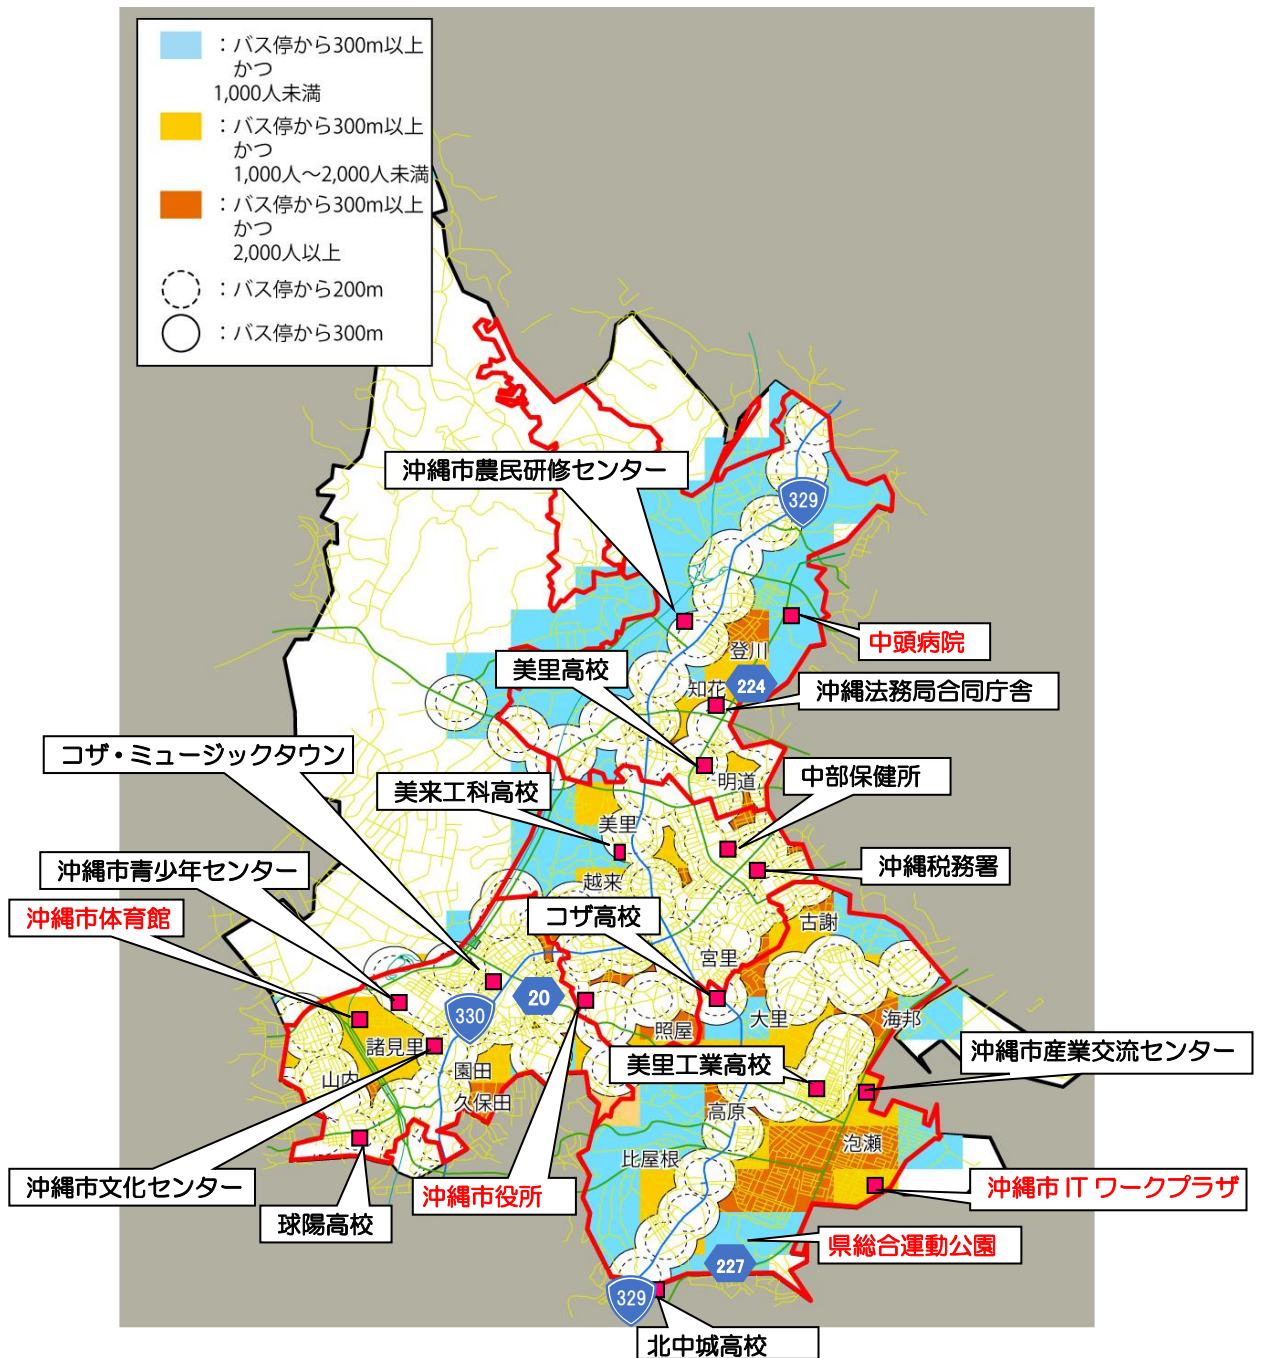 ：バス停から300m以上
かつ
1,000人未満
：バス停から300m以上
かつ
1,000人～2,000人未満
：バス停から300m以上
かつ
2,000人以上
：バス停から200m
：バス停から300m
沖縄市農民研修センター
329
中頭病院
登川
美里高校
知花
224
沖縄法務局合同庁舎
コザ・ミュージックタウン
美来工科高校
明道
中部保健所
美里
沖縄市青少年センター
越来
沖縄税務署
沖縄市体育館
コザ高校
古謝
宮里
20
330
大里
海邦
照屋
諸見里
沖縄市産業交流センター
美里工業高校
園田
山内
久保田
高原
泡瀬
比屋根
沖縄市文化センター
沖縄市役所
沖縄市 IT ワークプラザ
球陽高校
県総合運動公園
227
329
北中城高校